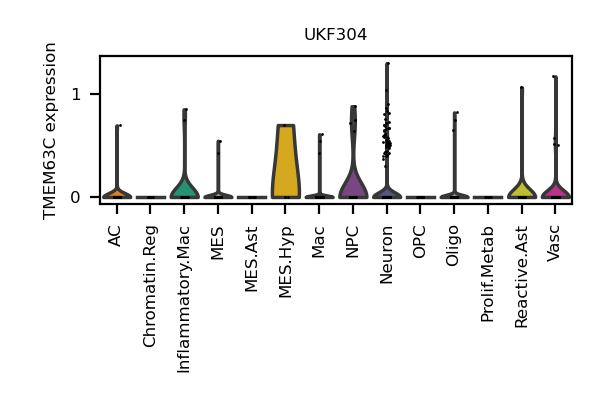 UKF304
TMEM63C expression
1
0
AC
Chromatin.Reg
Inflammatory.Mac
MES
MES.Ast
MES.Hyp
Mac
NPC
Neuron
OPC
Oligo
Prolif.Metab
Reactive.Ast
Vasc